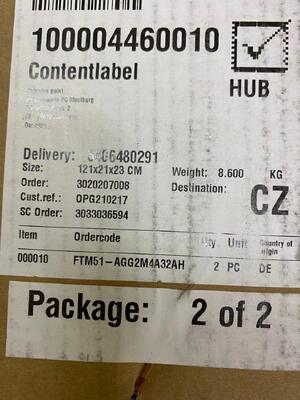 100004460010
Contentlabel
HUB
Delivery: 6480291
Size: 121x21x23 CM
Weight: 8.600 KG
Order: 3020207008
Destination: CZ
Cust.ref.: OPG210217
SC Order: 3033036594
Item Ordercode Unit Country of
000010 FTM51-AGG2M4A32AH 2 PC DE
Package: 2 of 2